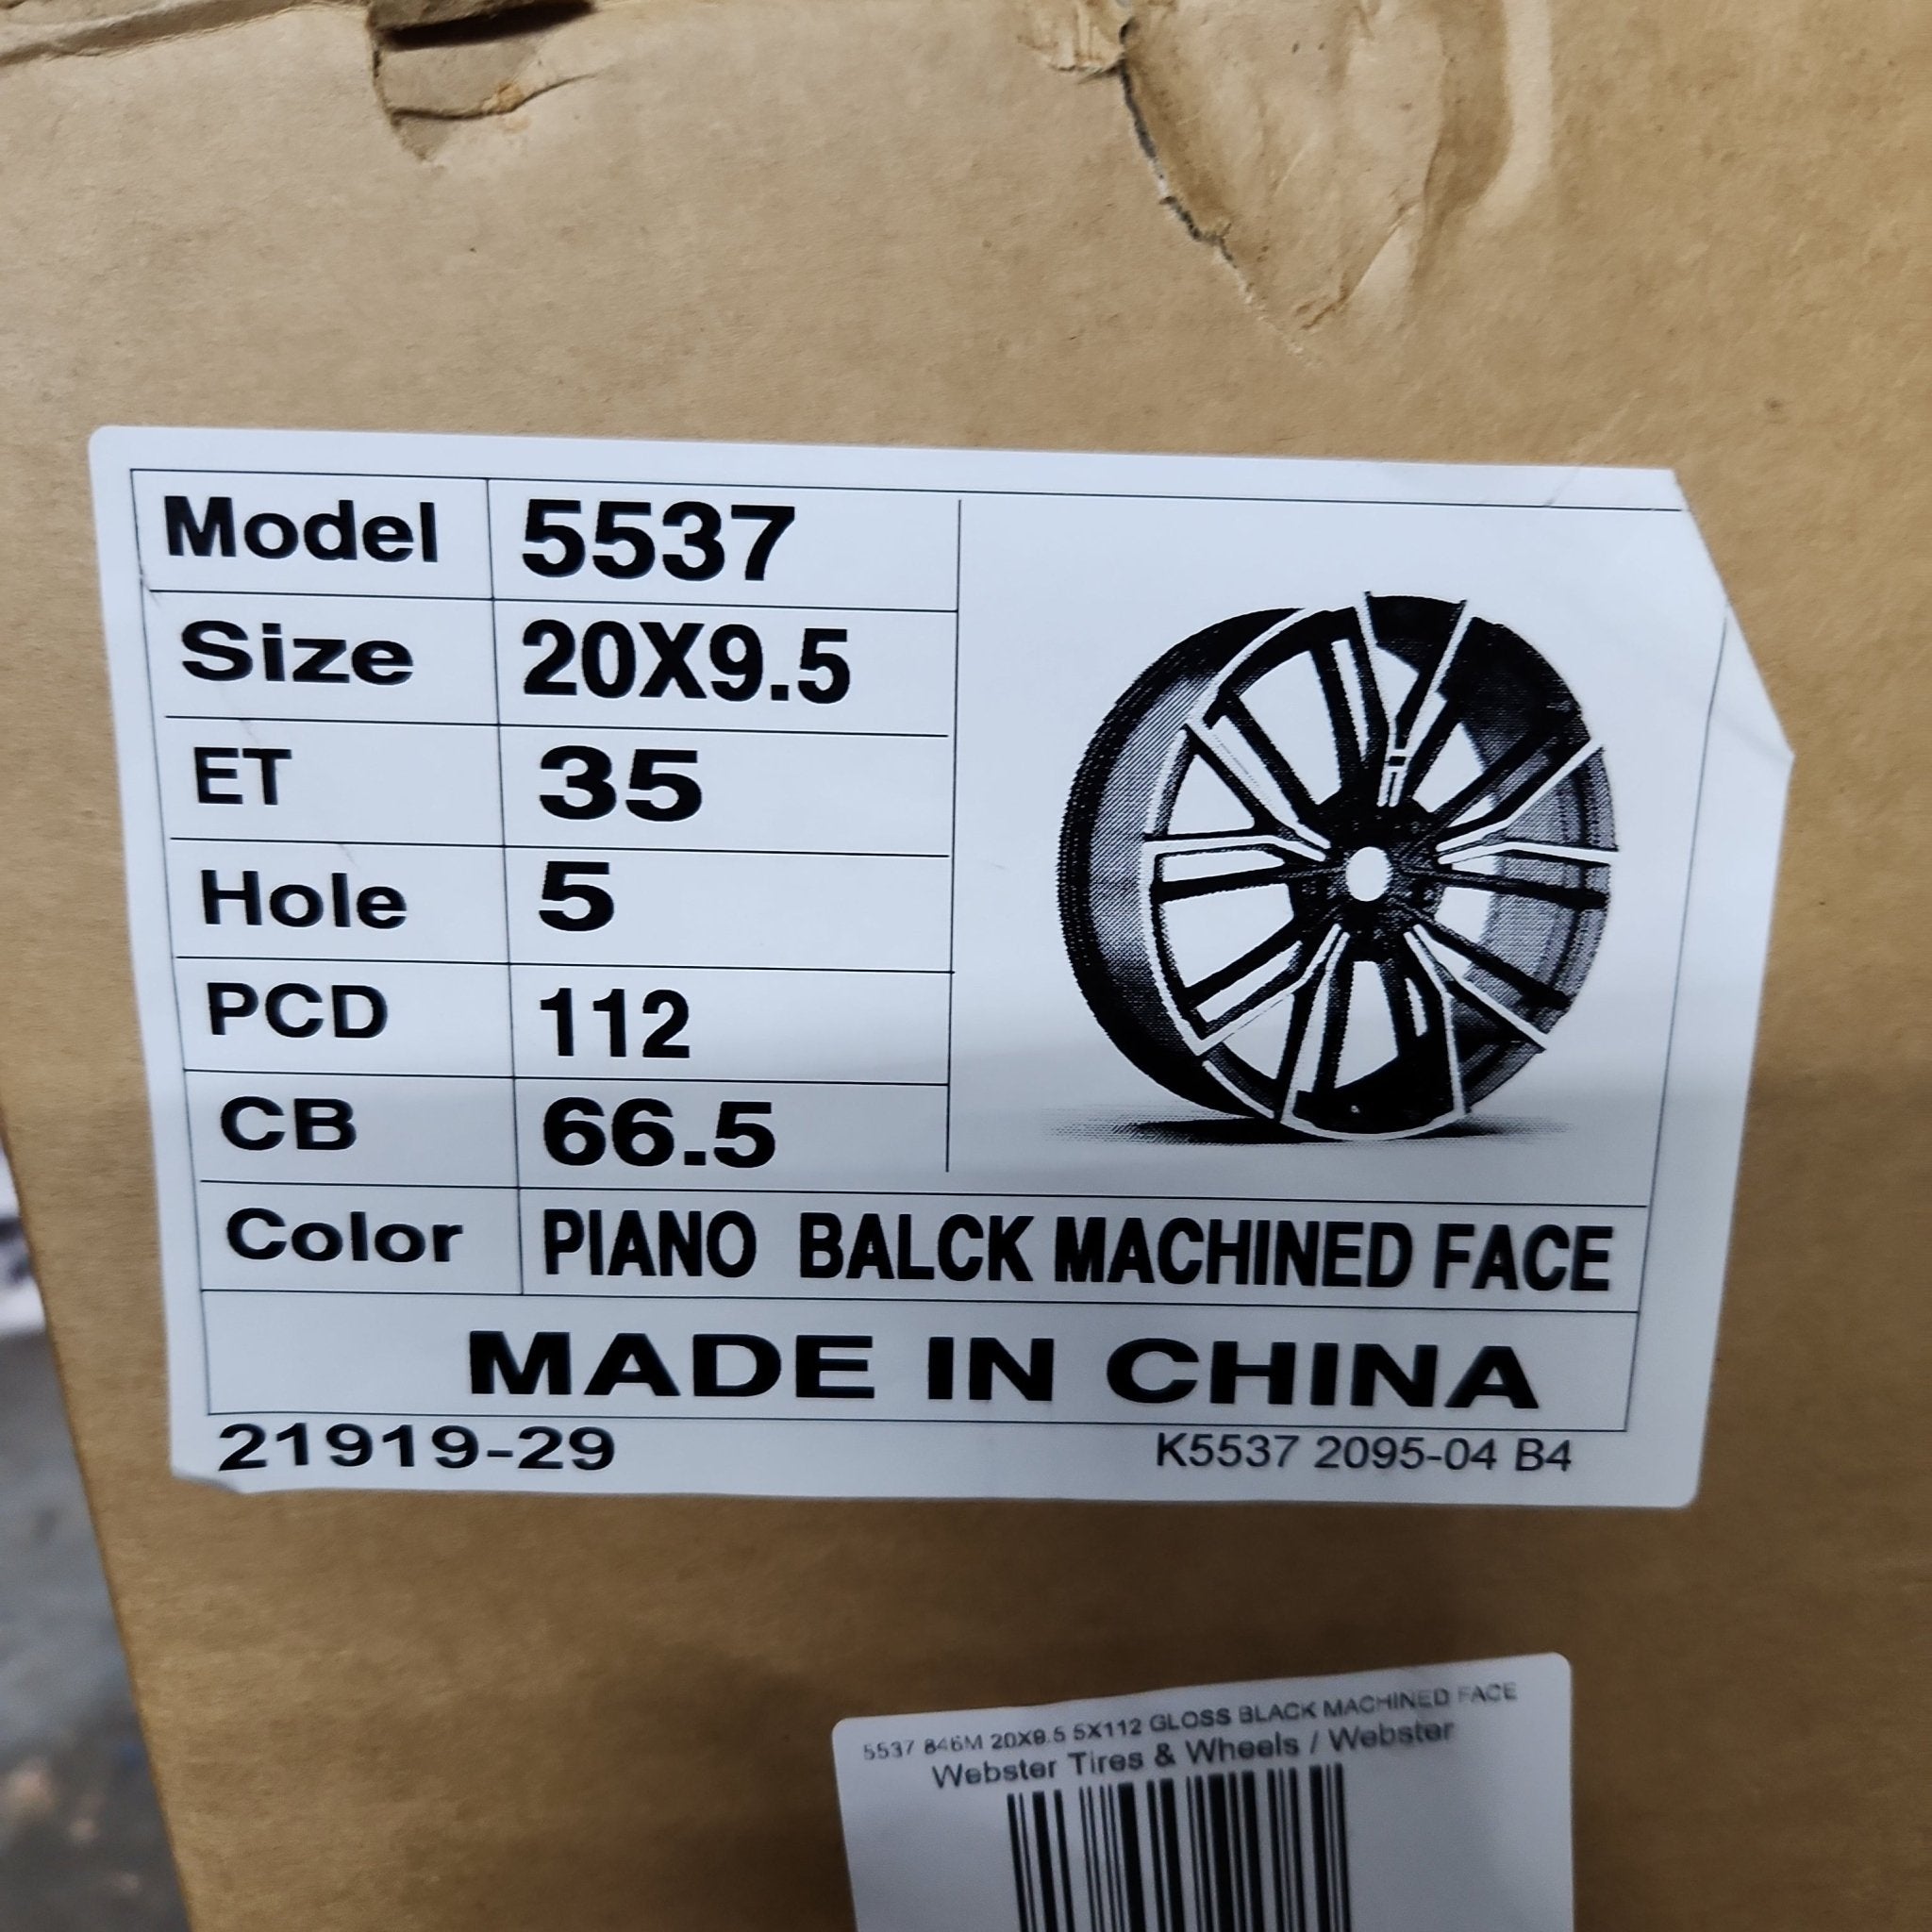 Model 5537
Size 20X9.5
ET 35
Hole 5
PCD 112
CB 66.5
Color PIANO BALCK MACHINED FACE
MADE IN CHINA
21919-29 K5537 2095-04 B4
5537 846M 20X9.5 5X112 GLOSS BLACK MACHINED FACE
Webster Tires & Wheels / Webster